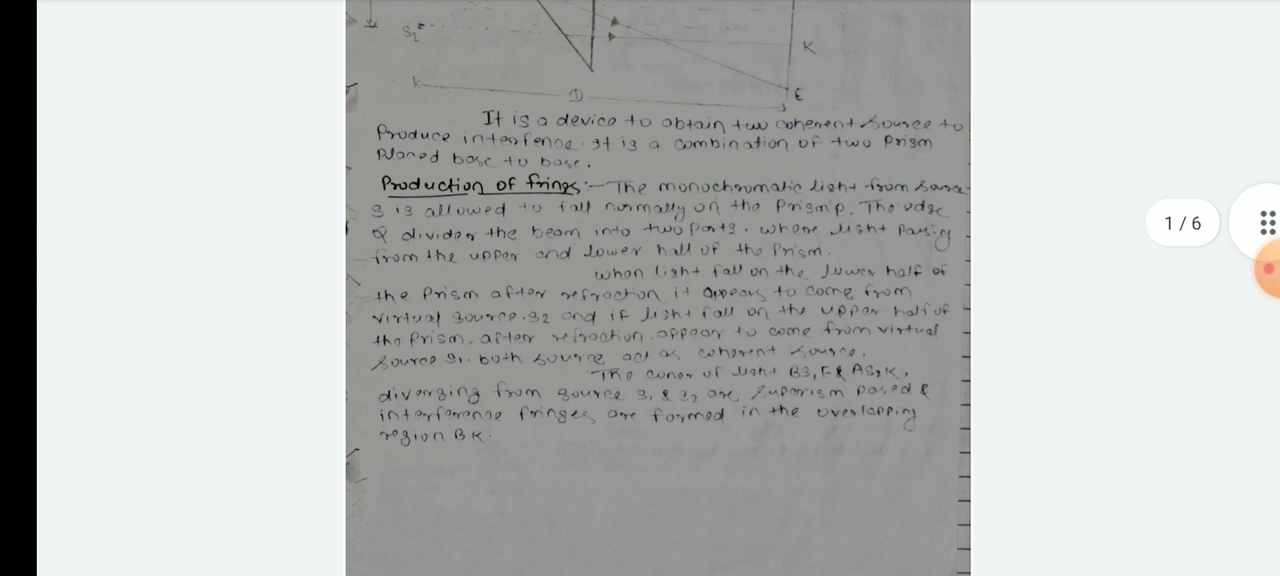 S2
K
K
D
E
It is a device to obtain two coherent source to
Produce interfence. It is a combination of two Prism
Placed base to base.
Production of frings:- The monochromatic light from source
S is allowed to fall normally on the Prism p. The edge
Q divides the beam into two parts. where light Passing
from the upper and lower half of the Prism.
when light fall on the lower half of
the Prism after refraction it appears to come from
virtual source. S2 and if light fall on the upper half of
the Prism, after refraction. appear to come from virtual
source S1. both source act as coherent source.
The cones of light BS1E & AS2K,
diverging from source S1 & S2 are Posed &
interference fringes are formed in the overlapping
region BK.
1 / 6